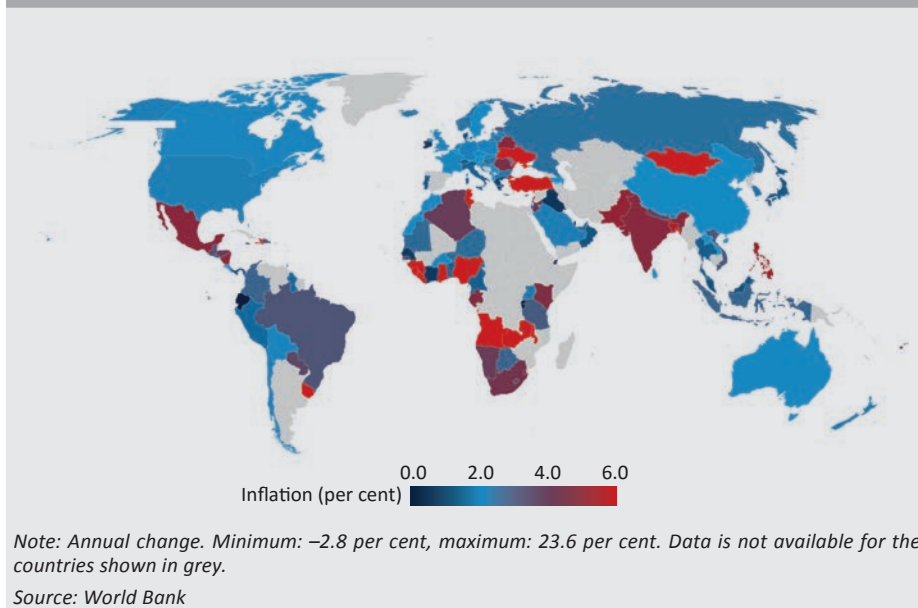 0.0 2.0 4.0 6.0
Inflation (per cent)
Note: Annual change. Minimum: –2.8 per cent, maximum: 23.6 per cent. Data is not available for the
countries shown in grey.
Source: World Bank